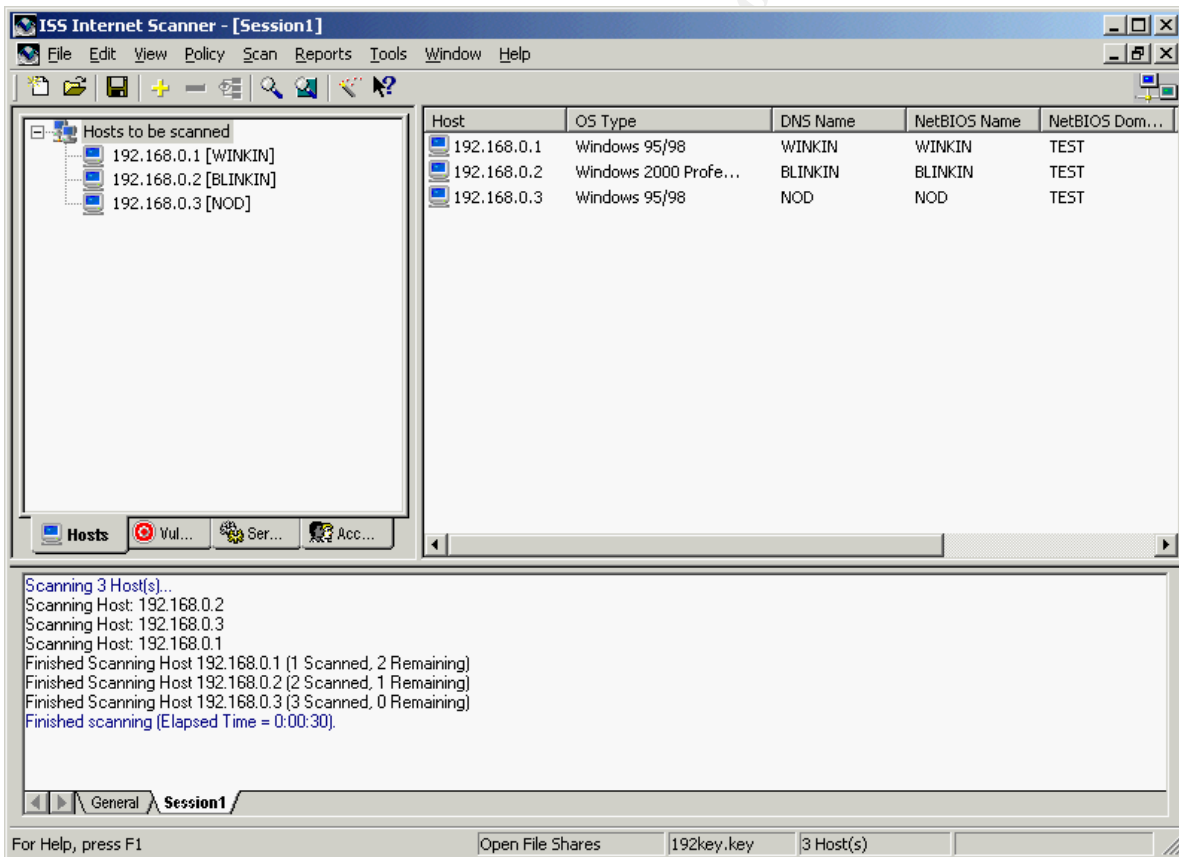 ISS Internet Scanner - [Session1]
File Edit View Policy Scan Reports Tools Window Help
Hosts to be scanned
192.168.0.1 [WINKIN]
192.168.0.2 [BLINKIN]
192.168.0.3 [NOD]
Hosts Vul... Ser... Acc...
Host OS Type DNS Name NetBIOS Name NetBIOS Dom...
192.168.0.1 Windows 95/98 WINKIN WINKIN TEST
192.168.0.2 Windows 2000 Profe... BLINKIN BLINKIN TEST
192.168.0.3 Windows 95/98 NOD NOD TEST
Scanning 3 Host(s)...
Scanning Host: 192.168.0.2
Scanning Host: 192.168.0.3
Scanning Host: 192.168.0.1
Finished Scanning Host 192.168.0.1 (1 Scanned, 2 Remaining)
Finished Scanning Host 192.168.0.2 (2 Scanned, 1 Remaining)
Finished Scanning Host 192.168.0.3 (3 Scanned, 0 Remaining)
Finished scanning (Elapsed Time = 0:00:30).
General Session1
For Help, press F1 Open File Shares 192key.key 3 Host(s)